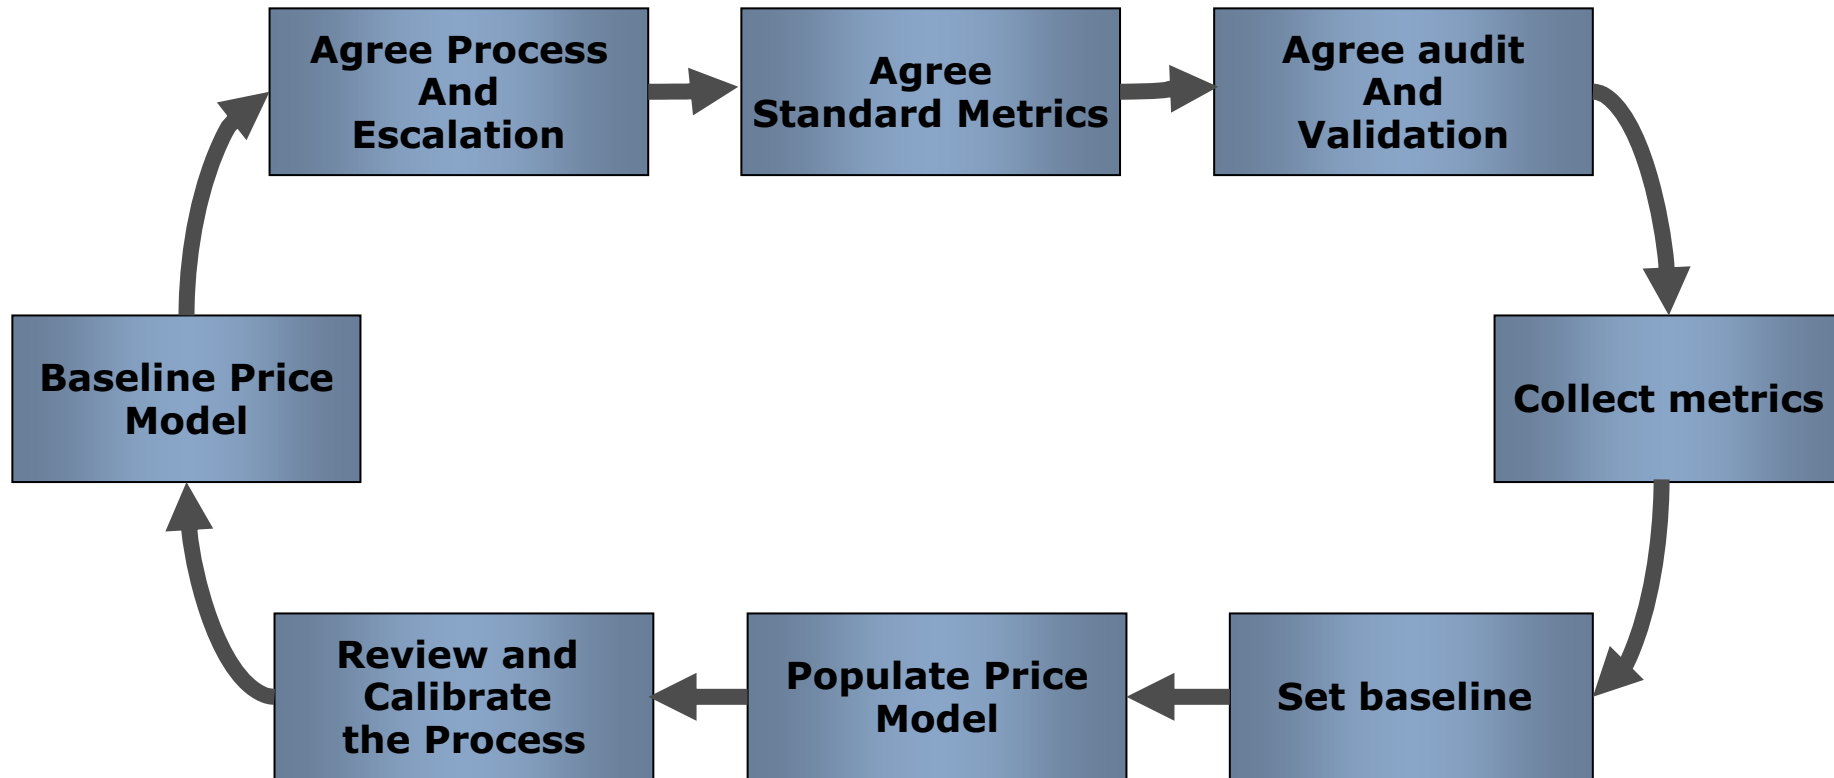 Agree Process
And
Escalation
Agree
Standard Metrics
Agree audit
And
Validation
Baseline Price
Model
Collect metrics
Review and
Calibrate
the Process
Populate Price
Model
Set baseline